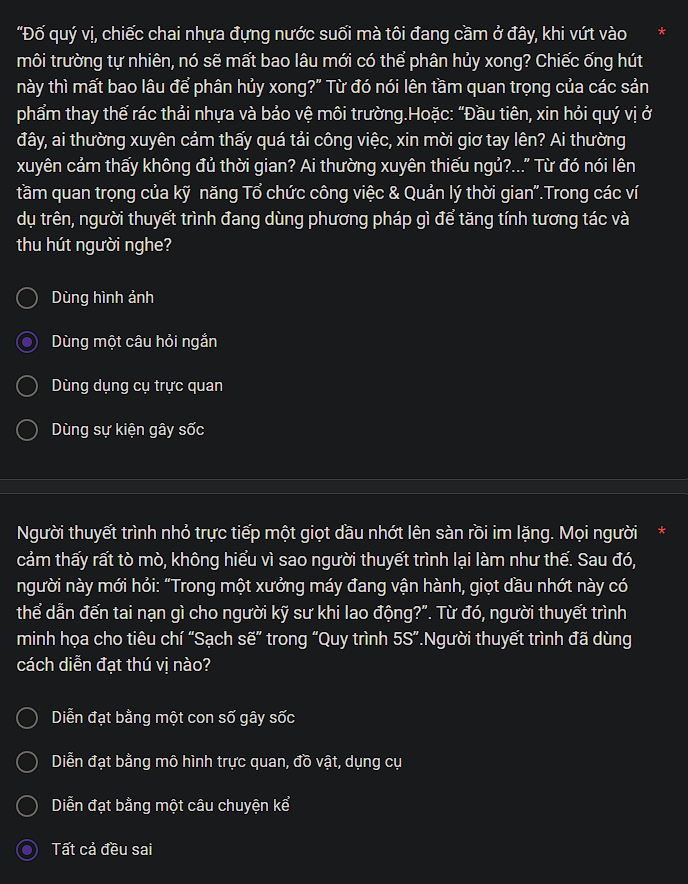 “Đố quý vị, chiếc chai nhựa đựng nước suối mà tôi đang cầm ở đây, khi vứt vào *
môi trường tự nhiên, nó sẽ mất bao lâu mới có thể phân hủy xong? Chiếc ống hút
này thì mất bao lâu để phân hủy xong?” Từ đó nói lên tầm quan trọng của các sản
phẩm thay thế rác thải nhựa và bảo vệ môi trường.Hoặc: “Đầu tiên, xin hỏi quý vị ở
đây, ai thường xuyên cảm thấy quá tải công việc, xin mời giơ tay lên? Ai thường
xuyên cảm thấy không đủ thời gian? Ai thường xuyên thiếu ngủ?...” Từ đó nói lên
tầm quan trọng của kỹ năng Tổ chức công việc & Quản lý thời gian”.Trong các ví
dụ trên, người thuyết trình đang dùng phương pháp gì để tăng tính tương tác và
thu hút người nghe?
Dùng hình ảnh
Dùng một câu hỏi ngắn
Dùng dụng cụ trực quan
Dùng sự kiện gây sốc
Người thuyết trình nhỏ trực tiếp một giọt dầu nhớt lên sàn rồi im lặng. Mọi người *
cảm thấy rất tò mò, không hiểu vì sao người thuyết trình lại làm như thế. Sau đó,
người này mới hỏi: “Trong một xưởng máy đang vận hành, giọt dầu nhớt này có
thể dẫn đến tai nạn gì cho người kỹ sư khi lao động?”. Từ đó, người thuyết trình
minh họa cho tiêu chí “Sạch sẽ” trong “Quy trình 5S”.Người thuyết trình đã dùng
cách diễn đạt thú vị nào?
Diễn đạt bằng một con số gây sốc
Diễn đạt bằng mô hình trực quan, đồ vật, dụng cụ
Diễn đạt bằng một câu chuyện kể
Tất cả đều sai